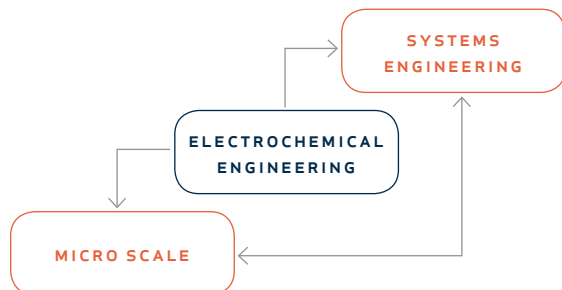 SYSTEMS
ENGINEERING
ELECTROCHEMICAL
ENGINEERING
MICRO SCALE